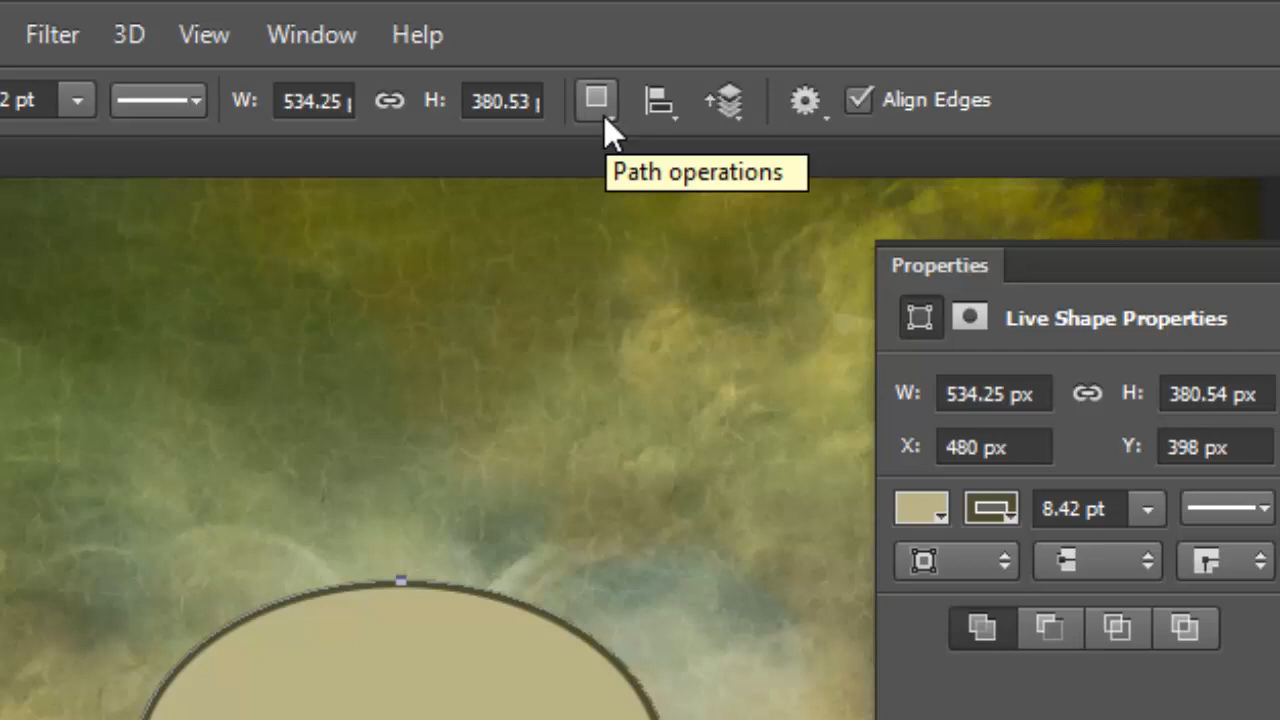 Filter 3D View Window Help
2 pt W: 534.25 H: 380.53 Align Edges
Path operations
Properties
Live Shape Properties
W: 534.25 px H: 380.54 px
X: 480 px Y: 398 px
8.42 pt